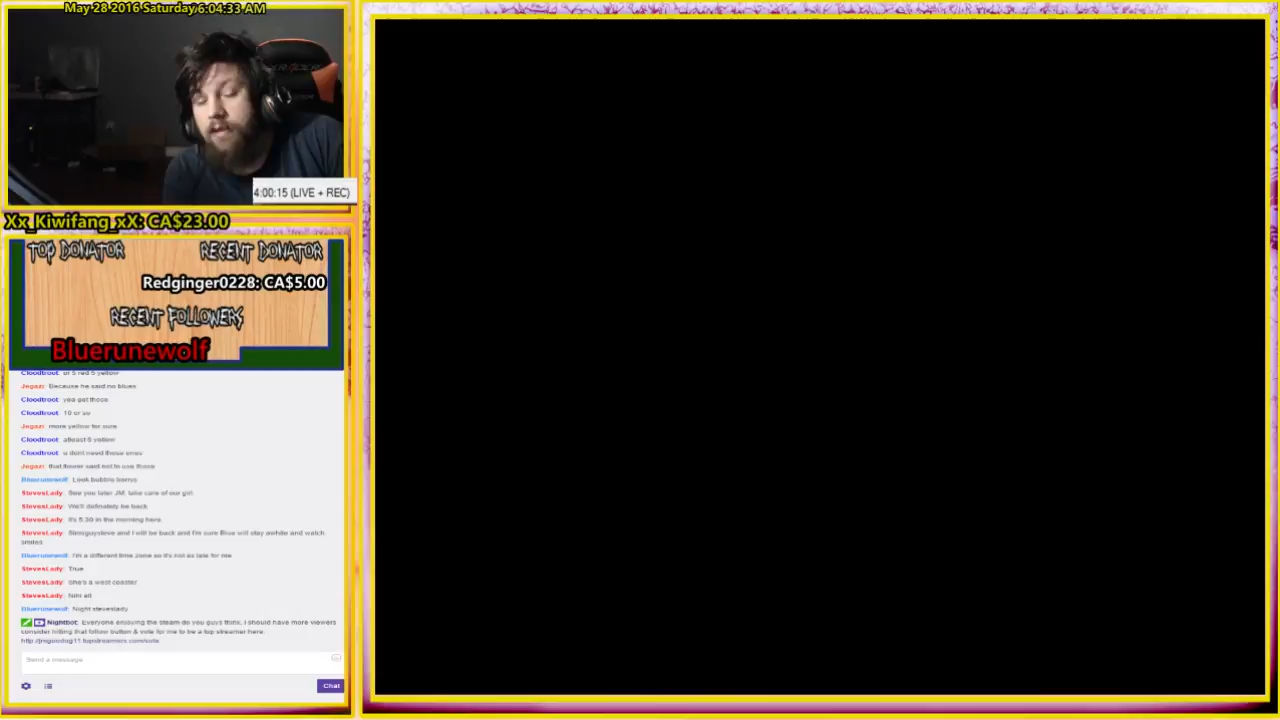 May 28 2016 Saturday/6:04:33 AM
4:00:15 (LIVE + REC)
Xx_Kiwifang_xX: CA$23.00
TOP DONATOR
RECENT DONATOR
Redginger0228: CA$5.00
RECENT FOLLOWERS
Bluerunewolf
Cloodtroot: or 5 red 5 yellow
Jegazi: Because he said no blues
Cloodtroot: yea get those
Cloodtroot: 10 or so
Jegazi: more yellow for sure
Cloodtroot: atleast 6 yellow
Cloodtroot: u dont need those ones
Jegazi: that flower said not to use those
Bluerunewolf: Look bubble berrys
StevesLady: See you later JM, take care of our girl
StevesLady: We'll definately be back
StevesLady: It's 5:30 in the morning here
StevesLady: Simsguysteve and I will be back and I'm sure Blue will stay awhile and watch
smiles
Bluerunewolf: I'm a different time zone so it's not as late for me
StevesLady: True
StevesLady: She's a west coaster
StevesLady: Nini all
Bluerunewolf: Night steveslady
Nightbot: Everyone enjoying the steam do you guys think, I should have more viewers
consider hitting that follow button & vote for me to be a top streamer here.
Send a message
Chat